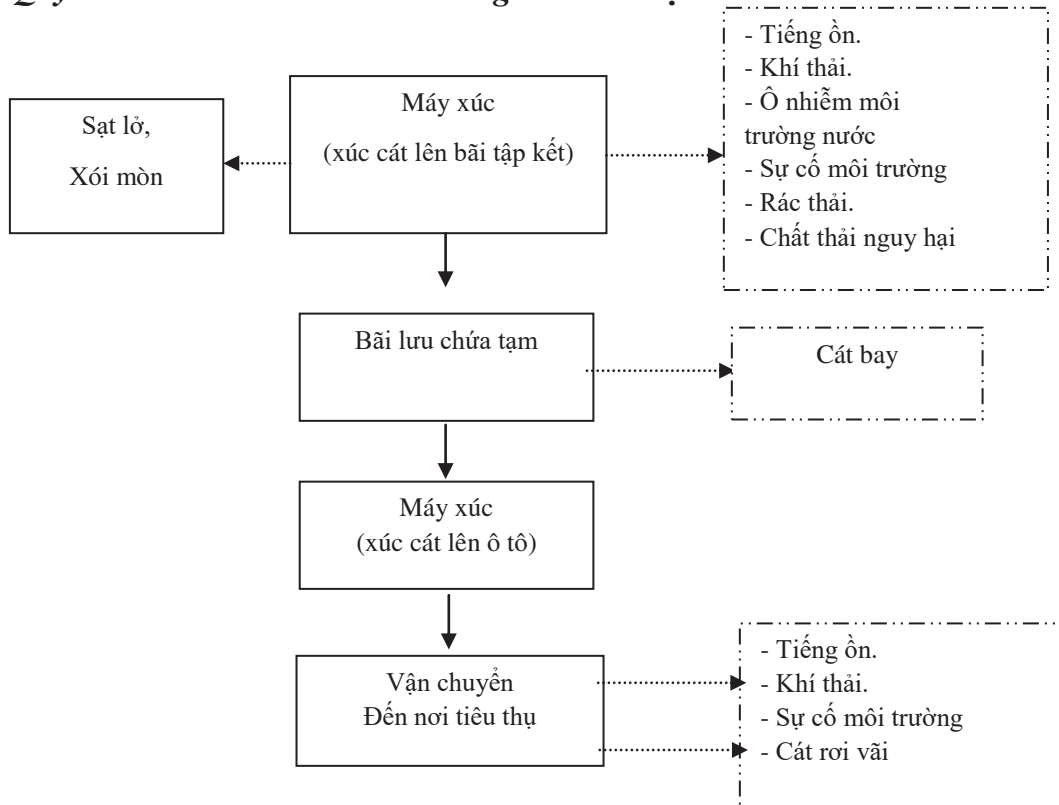 Sạt lở,
Xói mòn
Máy xúc
(xúc cát lên bãi tập kết)
- Tiếng ồn.
- Khí thải.
- Ô nhiễm môi
trường nước
- Sự cố môi trường
- Rác thải.
- Chất thải nguy hại
Bãi lưu chứa tạm
Cát bay
Máy xúc
(xúc cát lên ô tô)
Vận chuyển
Đến nơi tiêu thụ
- Tiếng ồn.
- Khí thải.
- Sự cố môi trường
- Cát rơi vãi